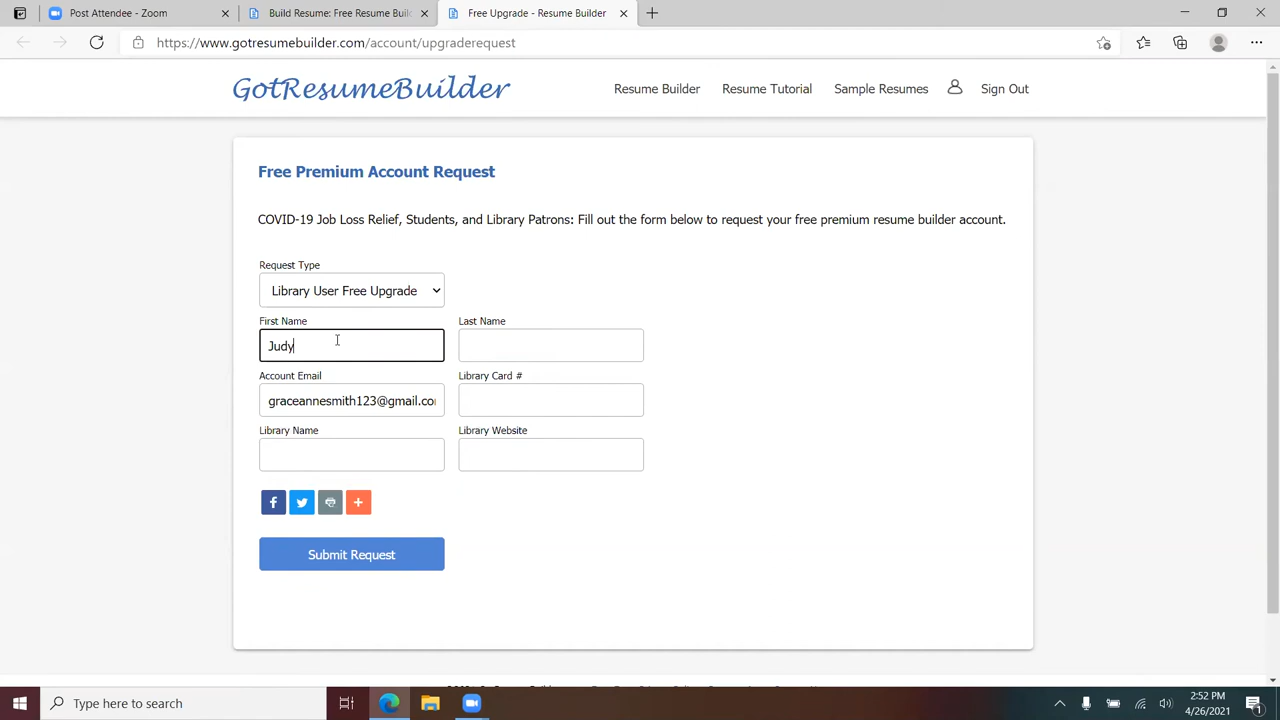 Post Attendee - Zoom
Build Resume: Free Resume Buil
Free Upgrade - Resume Builder
https://www.gotresumebuilder.com/account/upgraderequest
GotResumeBuilder
Resume Builder
Resume Tutorial
Sample Resumes
Sign Out
Free Premium Account Request
COVID-19 Job Loss Relief, Students, and Library Patrons: Fill out the form below to request your free premium resume builder account.
Request Type
Library User Free Upgrade
First Name
Last Name
Judy
Account Email
Library Card #
graceannesmith123@gmail.co
Library Name
Library Website
Submit Request
Type here to search
2:52 PM
4/26/2021
1